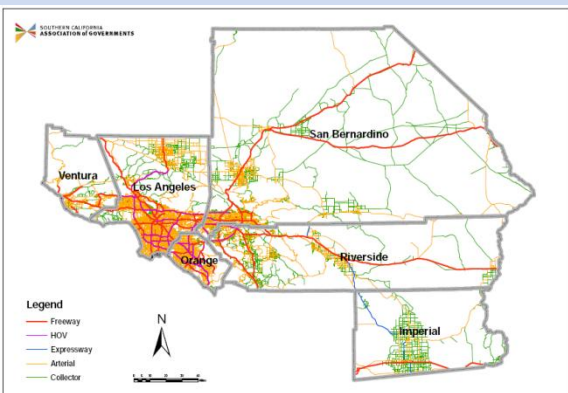 SOUTHERN CALIFORNIA
ASSOCIATION of GOVERNMENTS
San Bernardino
Ventura
Los Angeles
Orange
Riverside
Imperial
Legend
Freeway
HOV
Expressway
Arterial
Collector
N